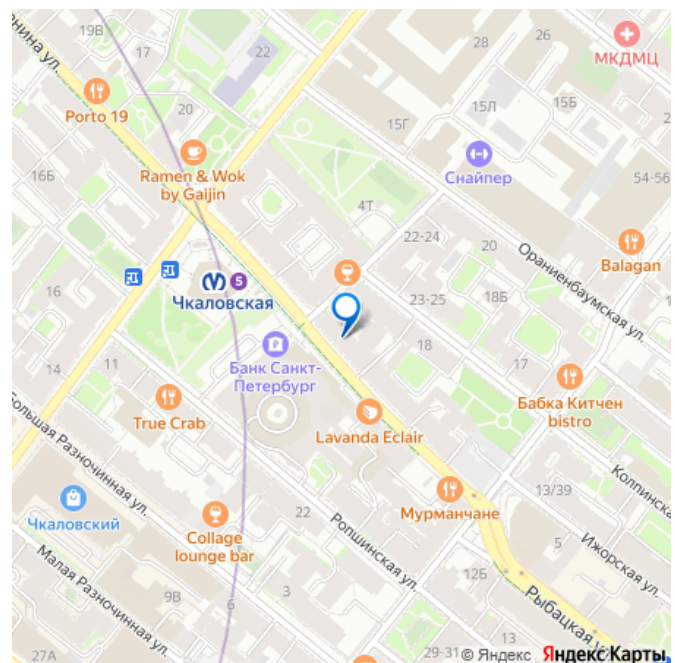 19В
17
28
26
МКДМЦ
22
енина ул.
Porto 19
20
15Л
15Б
2
15Г
Ramen & Wok
by Gaijin
Снайпер
16Б
4Т
54-56
22-24
20
Balagan
5
Чкаловская
Ораниенбаумская ул.
23-25
18Б
Банк Санкт-
Петербург
18
17
16
14
11
Бабка Китчен
bistro
True Crab
Lavanda Eclair
Большая Разночинная ул.
Колпинска
Мурманчане
13/39
Чкаловский
22
Collage
lounge bar
Ропшинская ул.
5
Ижорская ул.
Малая Разночинная ул.
3
12Б
9В
6
Рыбацкая
27А
29-31
13
© Яндекс Яндекс Карты